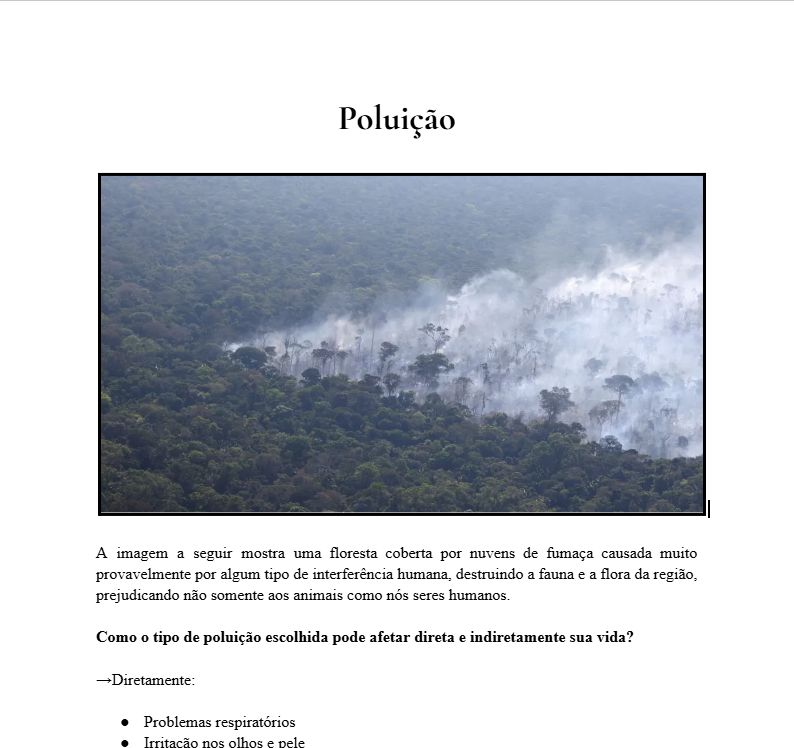 Poluição
A imagem a seguir mostra uma floresta coberta por nuvens de fumaça causada muito
provavelmente por algum tipo de interferência humana, destruindo a fauna e a flora da região,
prejudicando não somente aos animais como nós seres humanos.
Como o tipo de poluição escolhida pode afetar direta e indiretamente sua vida?
→Diretamente:
● Problemas respiratórios
● Irritação nos olhos e pele